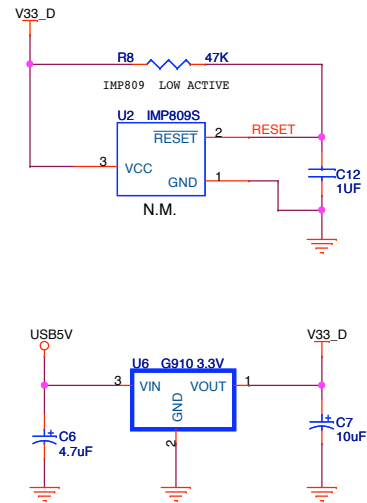 V33_D
R8 47K
IMP809 LOW ACTIVE
U2 IMP809S
RESET 2 RESET
3 VCC
GND 1
C12
1UF
N.M.
USB5V
V33_D
U6 G910 3.3V
3 VIN VOUT 1
GND
2
+
C6
4.7uF
+
C7
10uF